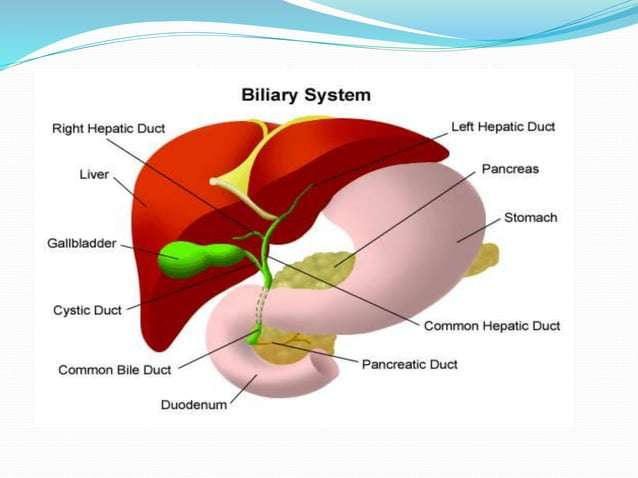 Biliary System
Right Hepatic Duct
Left Hepatic Duct
Liver
Pancreas
Stomach
Gallbladder
Cystic Duct
Common Hepatic Duct
Common Bile Duct
Pancreatic Duct
Duodenum